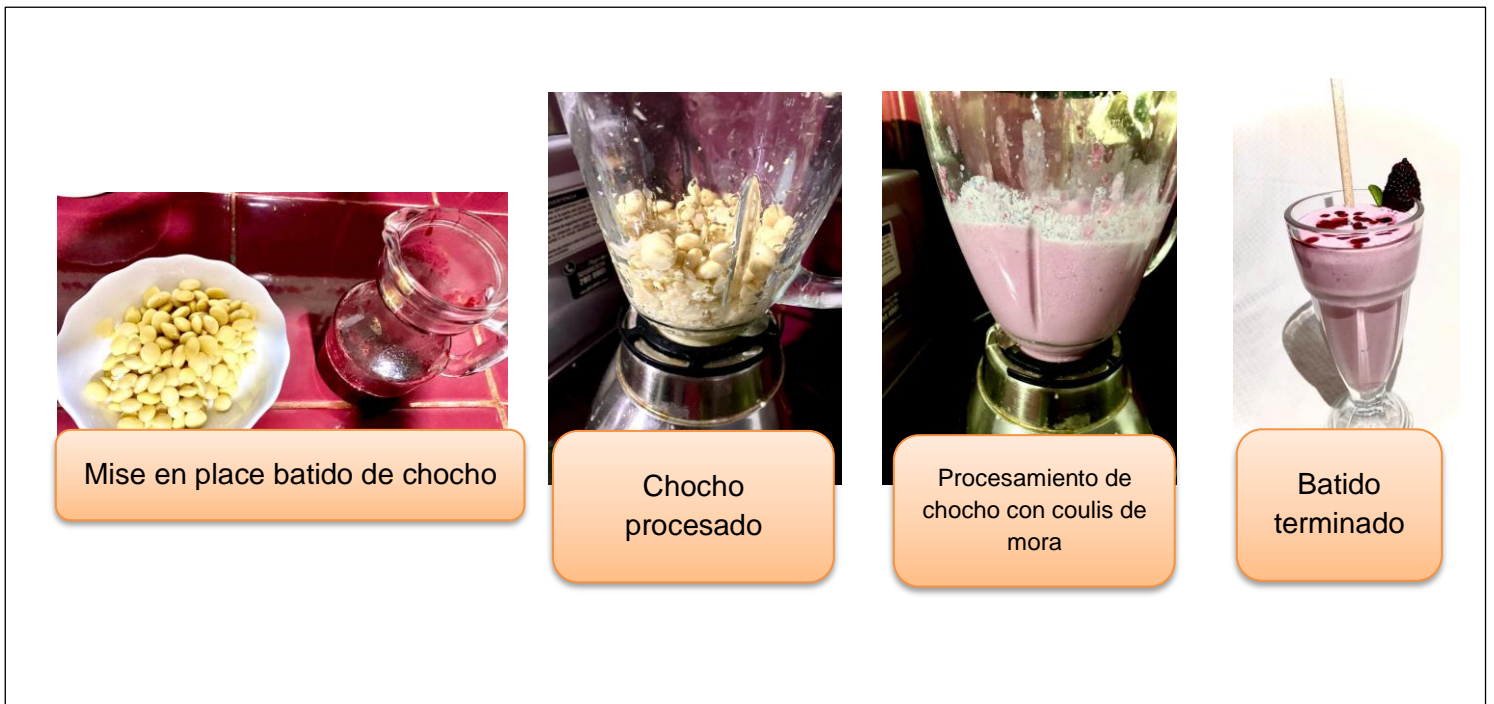 Mise en place batido de chocho
Chocho
procesado
Procesamiento de
chocho con coulis de
mora
Batido
terminado